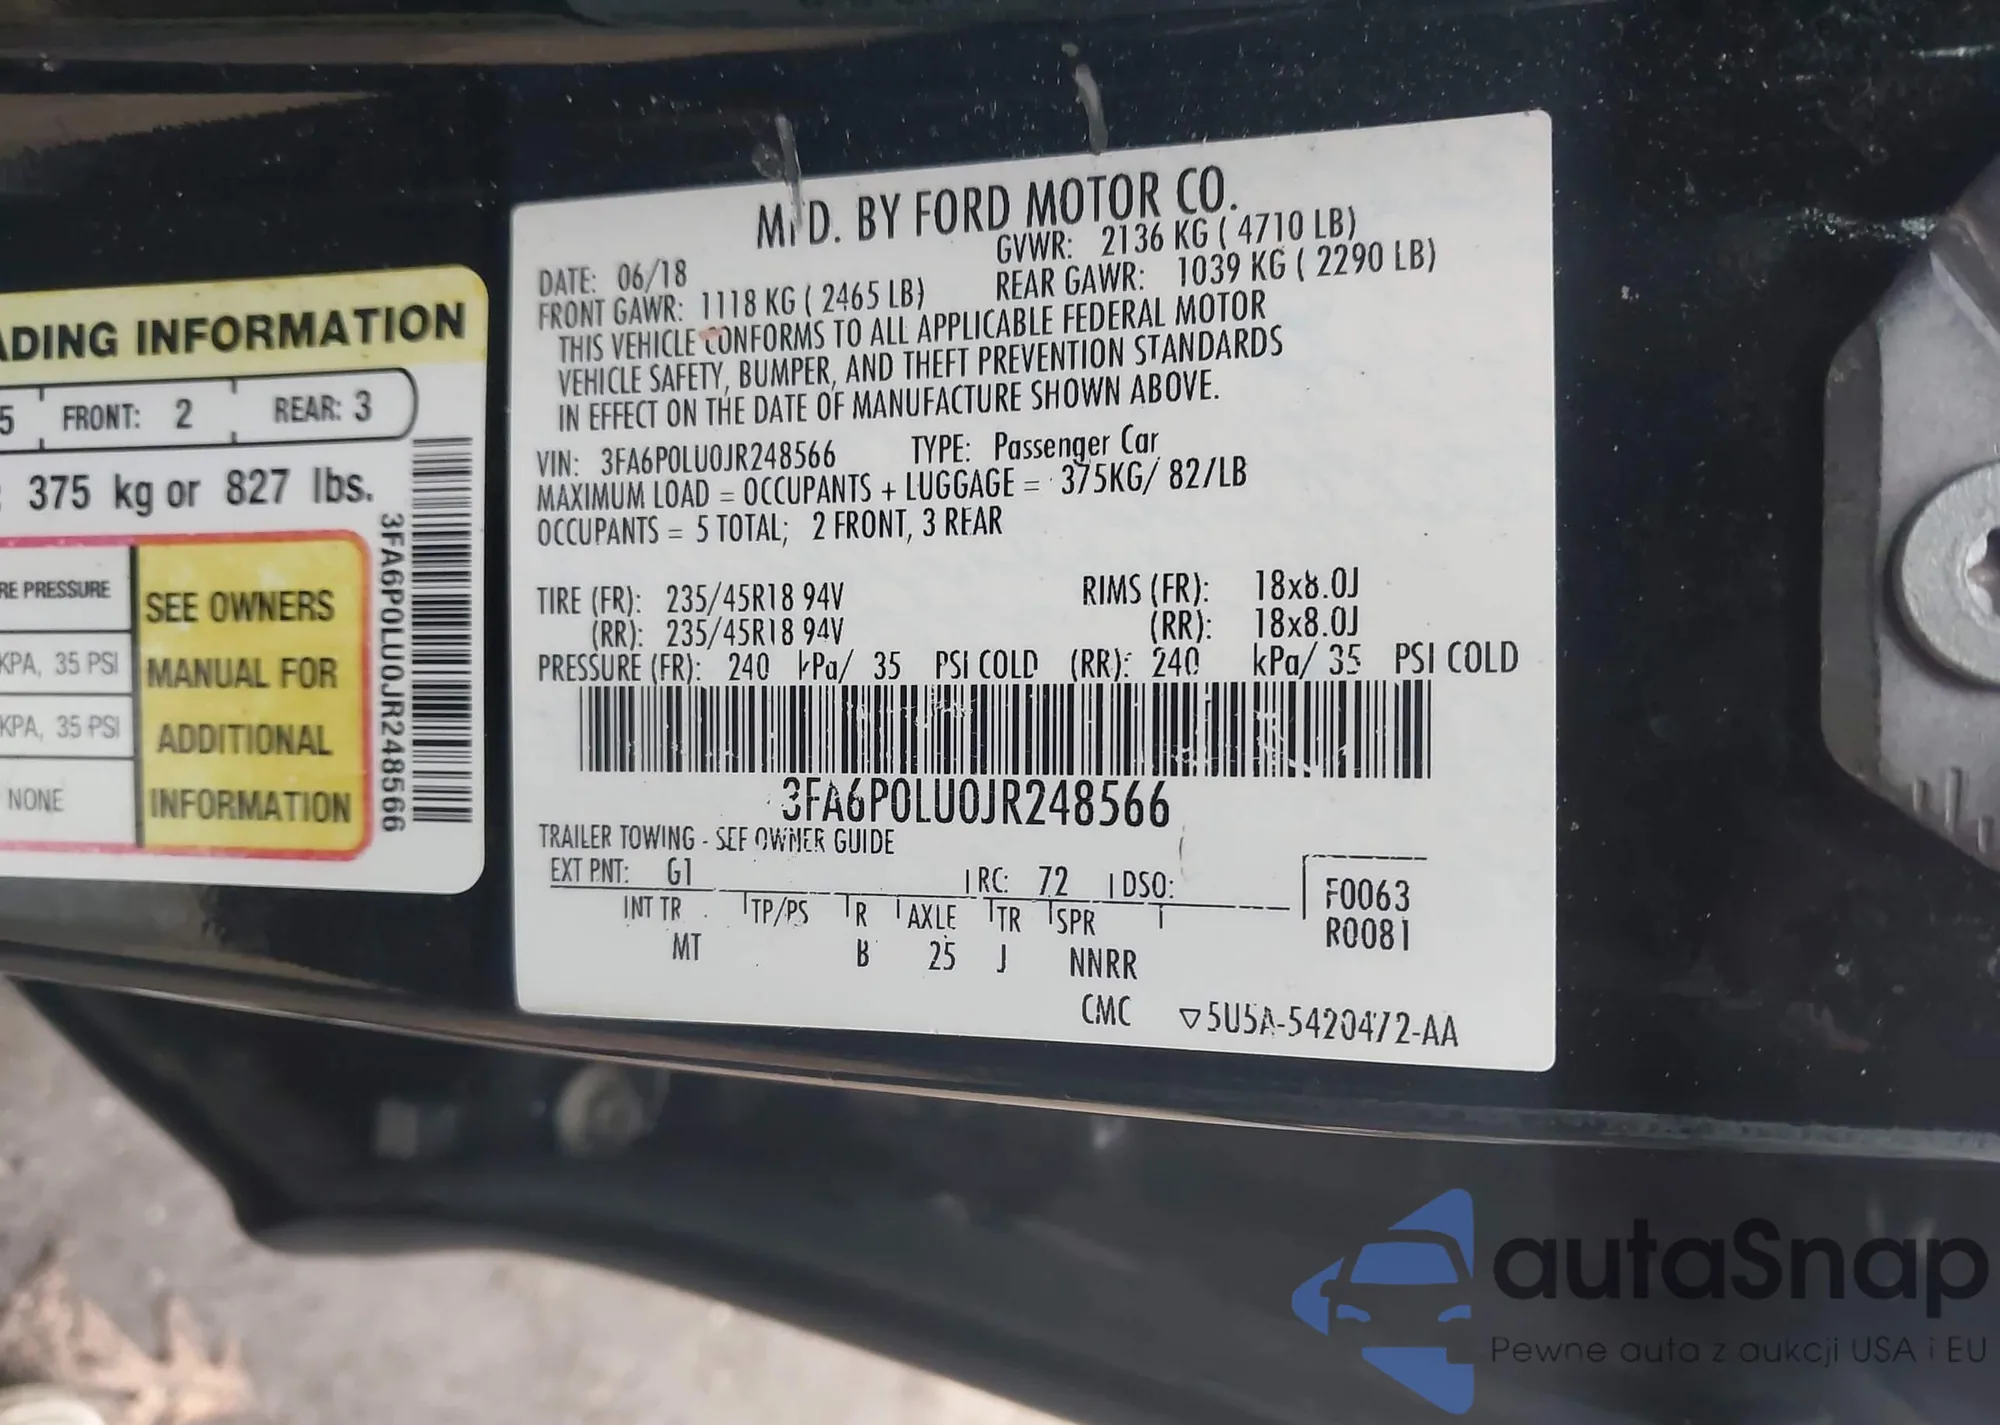 ADING INFORMATION
5 FRONT: 2 REAR: 3
375 kg or 827 lbs.
RE PRESSURE
KPA, 35 PSI
KPA, 35 PSI
NONE
SEE OWNERS
MANUAL FOR
ADDITIONAL
INFORMATION
3FA6P0LU0JR248566
MFD. BY FORD MOTOR CO.
DATE: 06/18 GVWR: 2136 KG ( 4710 LB)
FRONT GAWR: 1118 KG ( 2465 LB) REAR GAWR: 1039 KG ( 2290 LB)
THIS VEHICLE CONFORMS TO ALL APPLICABLE FEDERAL MOTOR
VEHICLE SAFETY, BUMPER, AND THEFT PREVENTION STANDARDS
IN EFFECT ON THE DATE OF MANUFACTURE SHOWN ABOVE.
VIN: 3FA6P0LU0JR248566 TYPE: Passenger Car
MAXIMUM LOAD = OCCUPANTS + LUGGAGE = 375KG/ 827LB
OCCUPANTS = 5 TOTAL; 2 FRONT, 3 REAR
TIRE (FR): 235/45R18 94V RIMS (FR): 18x8.0J
(RR): 235/45R18 94V (RR): 18x8.0J
PRESSURE (FR): 240 kPa/ 35 PSI COLD (RR): 240 kPa/ 35 PSI COLD
3FA6P0LU0JR248566
TRAILER TOWING - SEE OWNER GUIDE
EXT PNT: G1 RC: 72 DSO:
INT TR TP/PS R AXLE TR SPR
MT B 25 J NNRR
F0063
R0081
CMC ▽5U5A-5420472-AA
autaSnap
Pewne auta z aukcji USA i EU